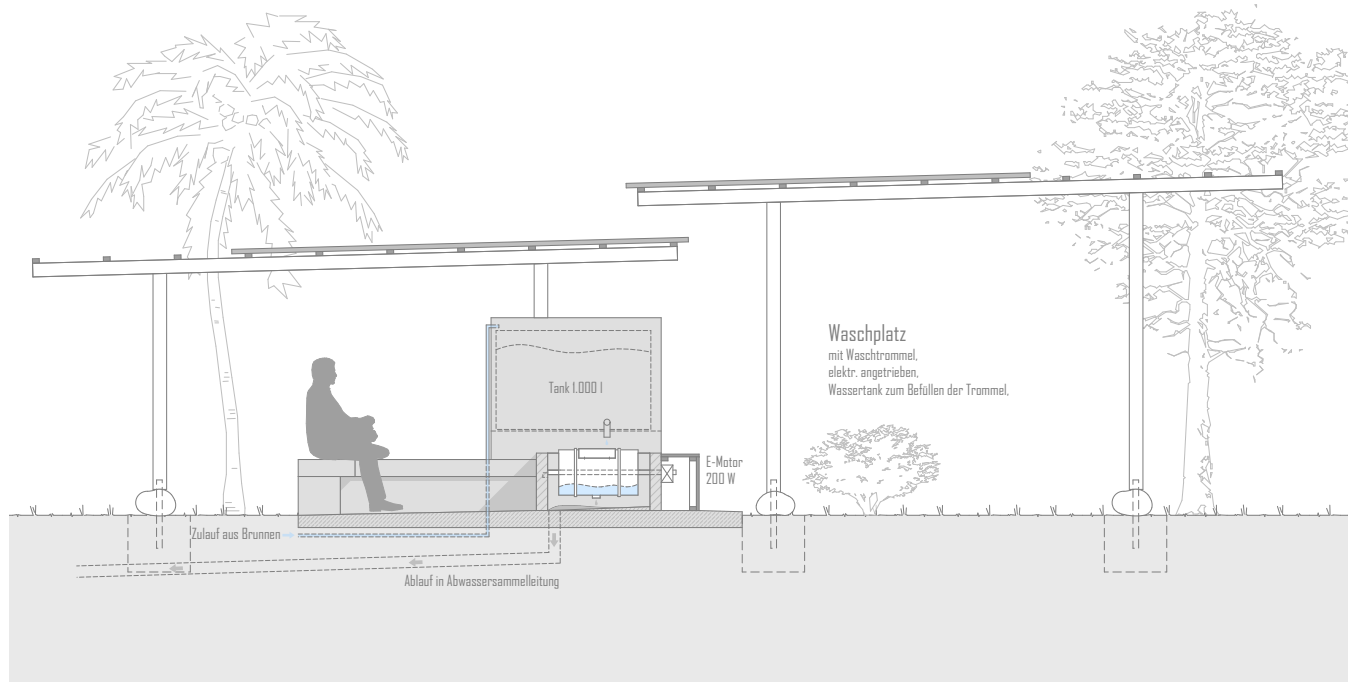 Waschplatz
mit Waschtrommel,
elektr. angetrieben,
Wassertank zum Befüllen der Trommel,
Tank 1.000 l
E-Motor
200 W
Zulauf aus Brunnen
Ablauf in Abwassersammelleitung